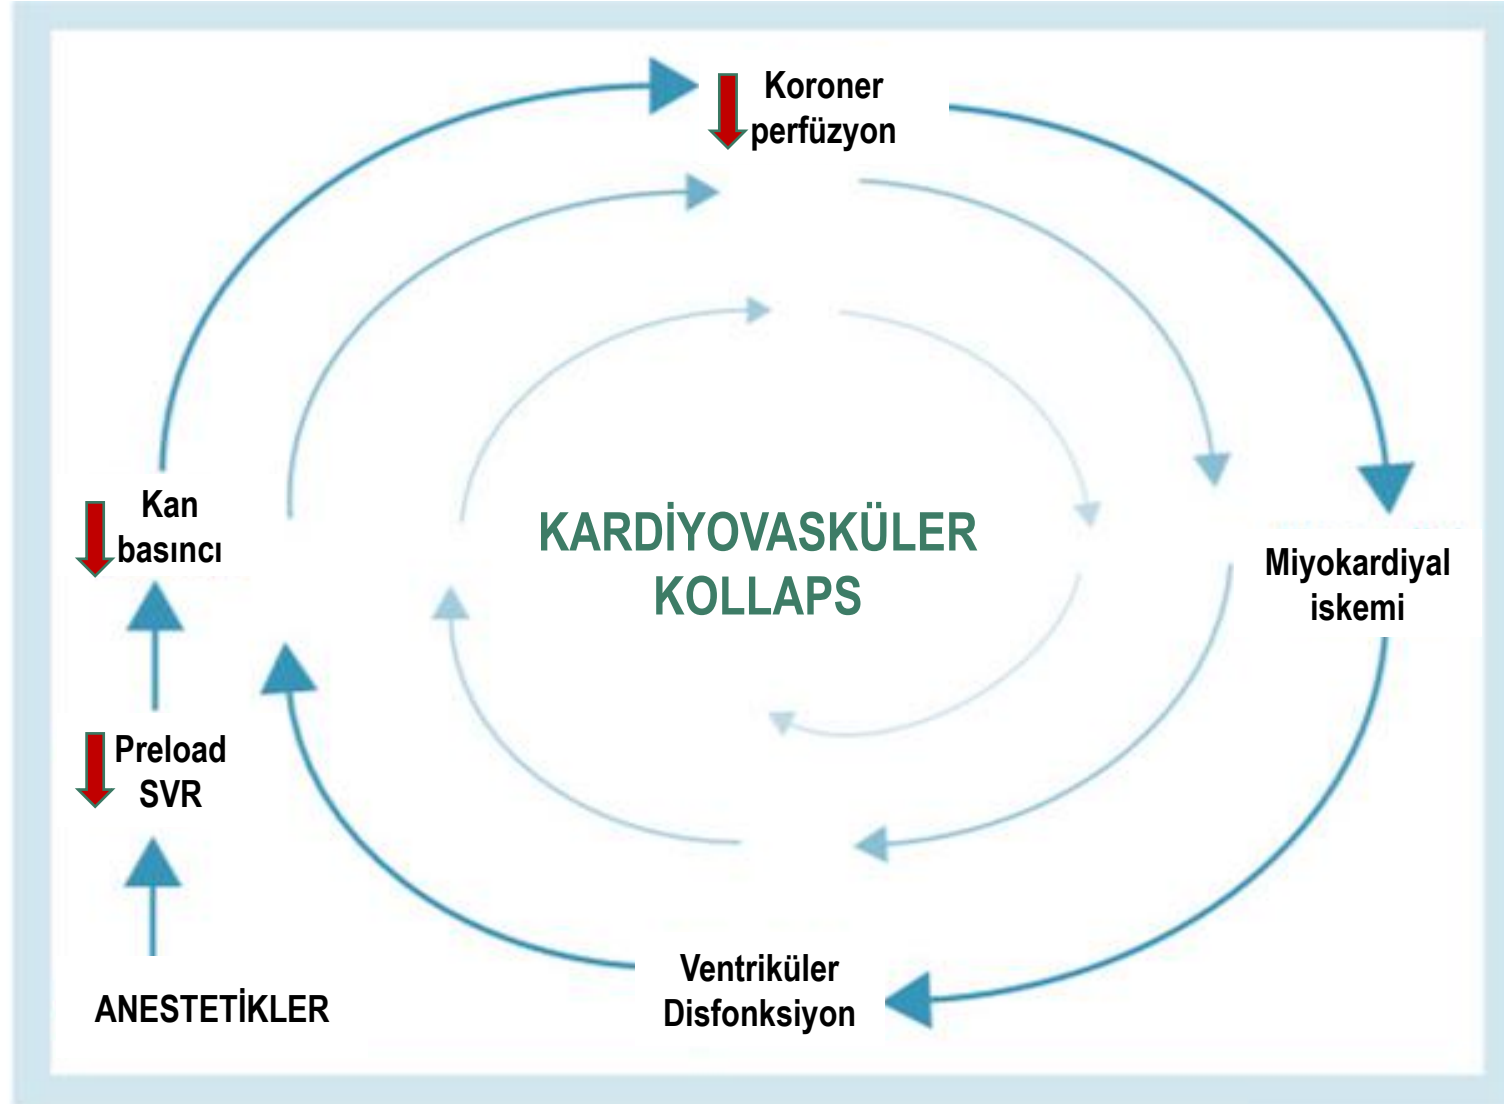 Koroner
perfüzyon
Kan
basıncı
KARDİYOVASKÜLER
KOLLAPS
Miyokardiyal
iskemi
Preload
SVR
Ventriküler
Disfonksiyon
ANESTETİKLER